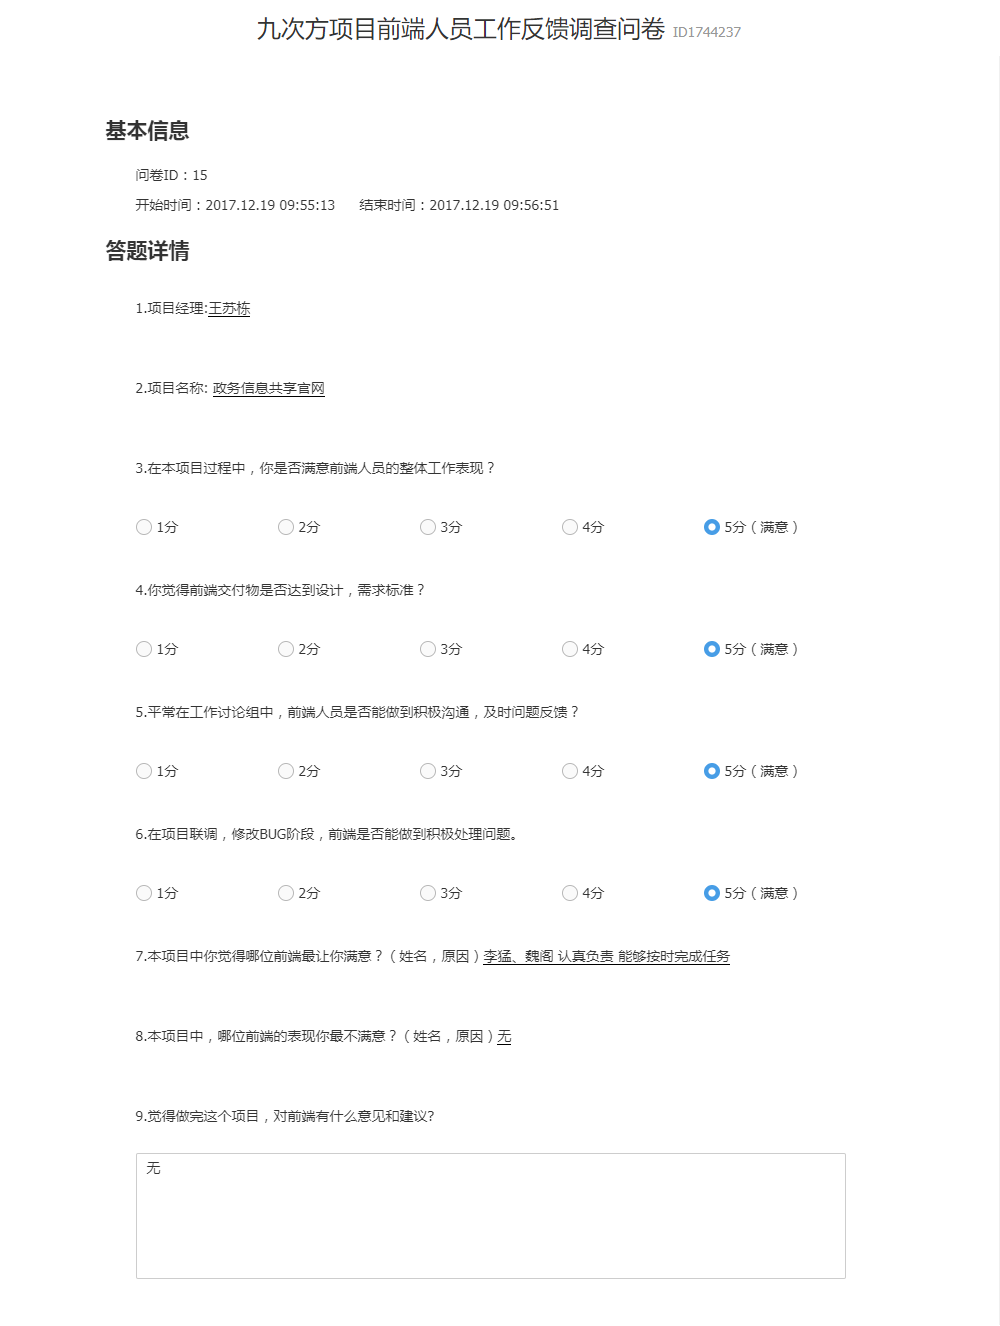 九次方项目前端人员工作反馈调查问卷 ID1744237
基本信息
问卷ID：15
开始时间：2017.12.19 09:55:13 结束时间：2017.12.19 09:56:51
答题详情
1.项目经理:王苏栋
2.项目名称: 政务信息共享官网
3.在本项目过程中，你是否满意前端人员的整体工作表现？
1分 2分 3分 4分 5分（满意）
4.你觉得前端交付物是否达到设计，需求标准？
1分 2分 3分 4分 5分（满意）
5.平常在工作讨论组中，前端人员是否能做到积极沟通，及时问题反馈？
1分 2分 3分 4分 5分（满意）
6.在项目联调，修改BUG阶段，前端是否能做到积极处理问题。
1分 2分 3分 4分 5分（满意）
7.本项目中你觉得哪位前端最让你满意？（姓名，原因）李猛、魏阁 认真负责 能够按时完成任务
8.本项目中，哪位前端的表现你最不满意？（姓名，原因）无
9.觉得做完这个项目，对前端有什么意见和建议?
无